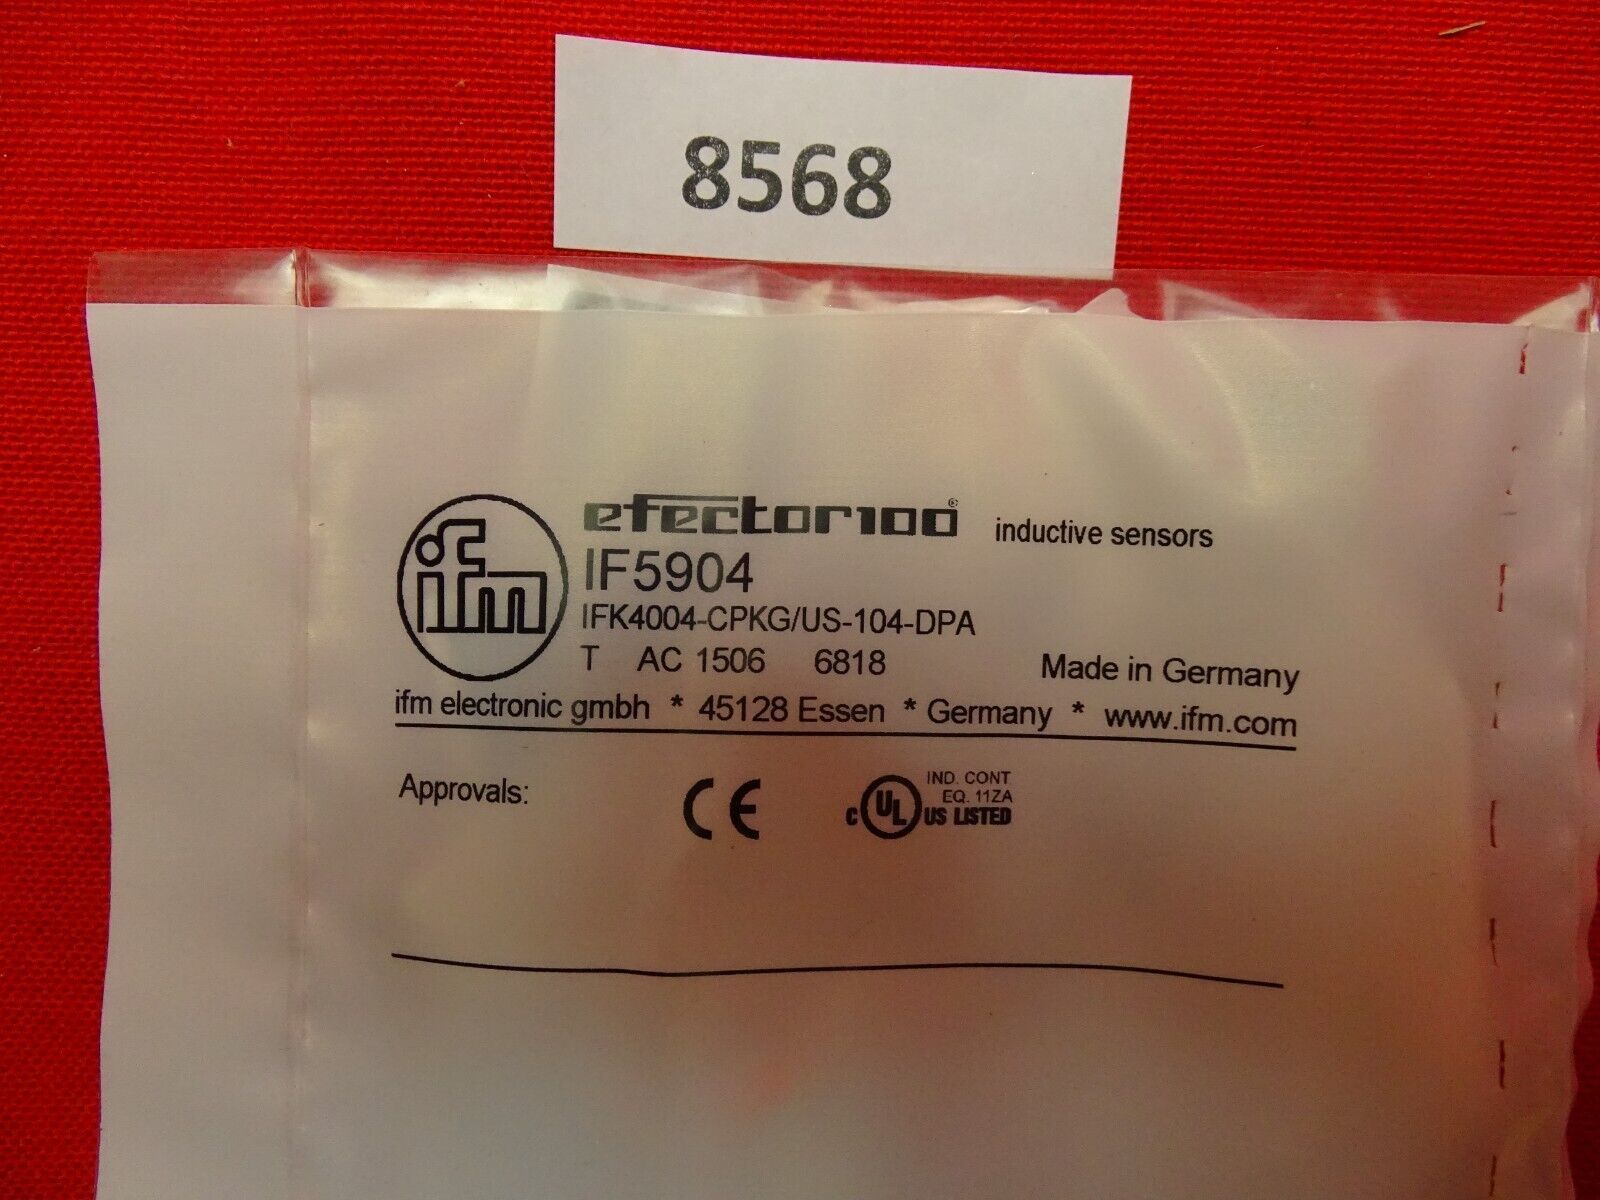 8568
ifm
efector100®
inductive sensors
IF5904
IFK4004-CPKG/US-104-DPA
T AC 1506 6818
Made in Germany
ifm electronic gmbh * 45128 Essen * Germany * www.ifm.com
Approvals:
CE
IND. CONT
EQ. 11ZA
c UL US LISTED